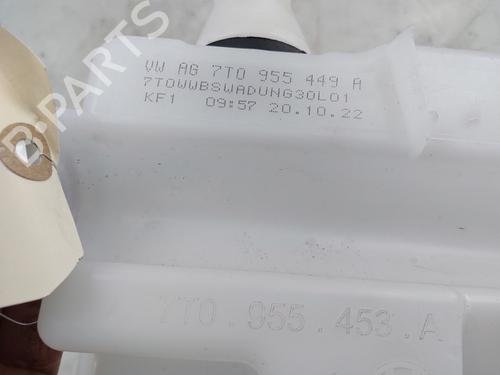 VW AG 7T0 955 449 A
7T0WWBSWADUNG30L01
KF1 09:57 20.10.22
7T0.955.453.A
B-PARTS